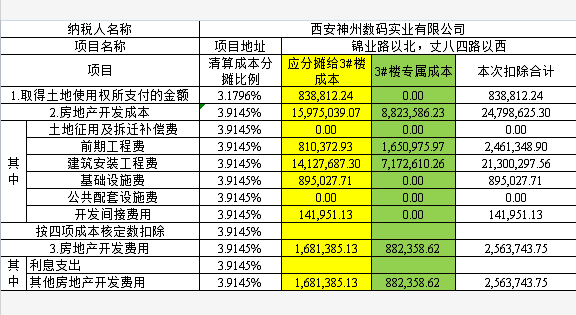 纳税人名称 西安神州数码实业有限公司
项目名称 项目地址 锦业路以北，丈八四路以西
项目 清算成本分摊比例 应分摊给3#楼成本 3#楼专属成本 本次扣除合计
1.取得土地使用权所支付的金额 3.1796% 838,812.24 0.00 838,812.24
2.房地产开发成本 3.9145% 15,975,039.07 8,823,586.23 24,798,625.30
其中
土地征用及拆迁补偿费 3.9145% 0.00 0.00 0.00
前期工程费 3.9145% 810,372.93 1,650,975.97 2,461,348.90
建筑安装工程费 3.9145% 14,127,687.30 7,172,610.26 21,300,297.56
基础设施费 3.9145% 895,027.71 0.00 895,027.71
公共配套设施费 3.9145% 0.00 0.00 0.00
开发间接费用 3.9145% 141,951.13 0.00 141,951.13
按四项成本核定数扣除 3.9145%
3.房地产开发费用 3.9145% 1,681,385.13 882,358.62 2,563,743.75
其中
利息支出 3.9145%
其他房地产开发费用 3.9145% 1,681,385.13 882,358.62 2,563,743.75